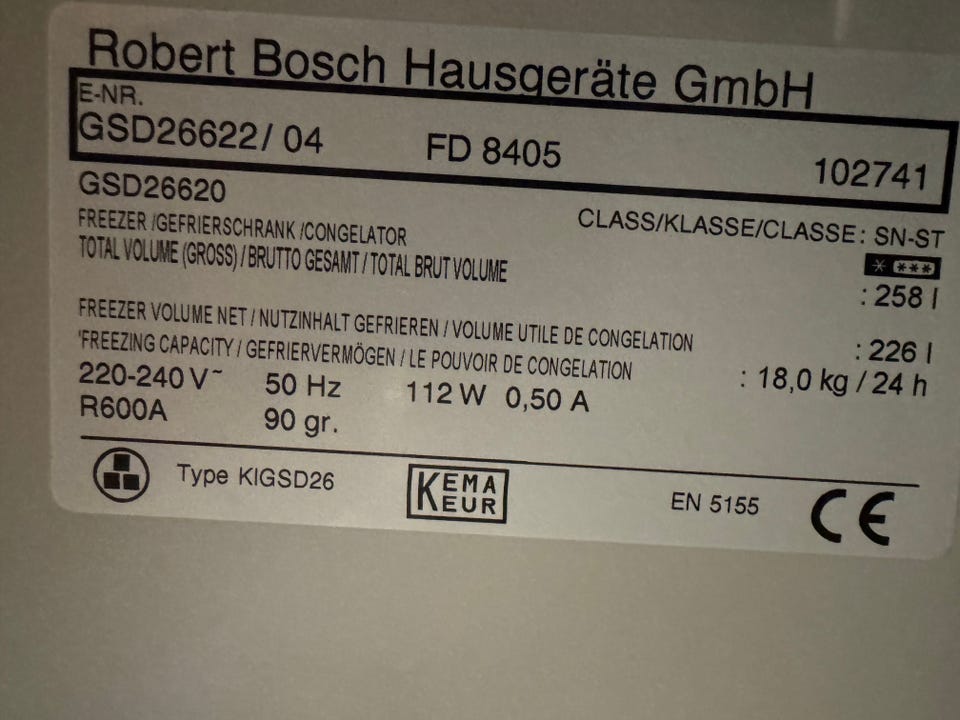 Robert Bosch Hausgeräte GmbH
E-NR.
GSD26622/ 04 FD 8405 102741
GSD26620
FREEZER /GEFRIERSCHRANK /CONGELATOR CLASS/KLASSE/CLASSE: SN-ST
TOTAL VOLUME (GROSS) / BRUTTO GESAMT / TOTAL BRUT VOLUME : 258 l
FREEZER VOLUME NET / NUTZINHALT GEFRIEREN / VOLUME UTILE DE CONGELATION : 226 l
'FREEZING CAPACITY / GEFRIERVERMÖGEN / LE POUVOIR DE CONGELATION : 18,0 kg / 24 h
220-240 V~ 50 Hz 112 W 0,50 A
R600A 90 gr.
Type KIGSD26 KEMA EUR EN 5155 CE